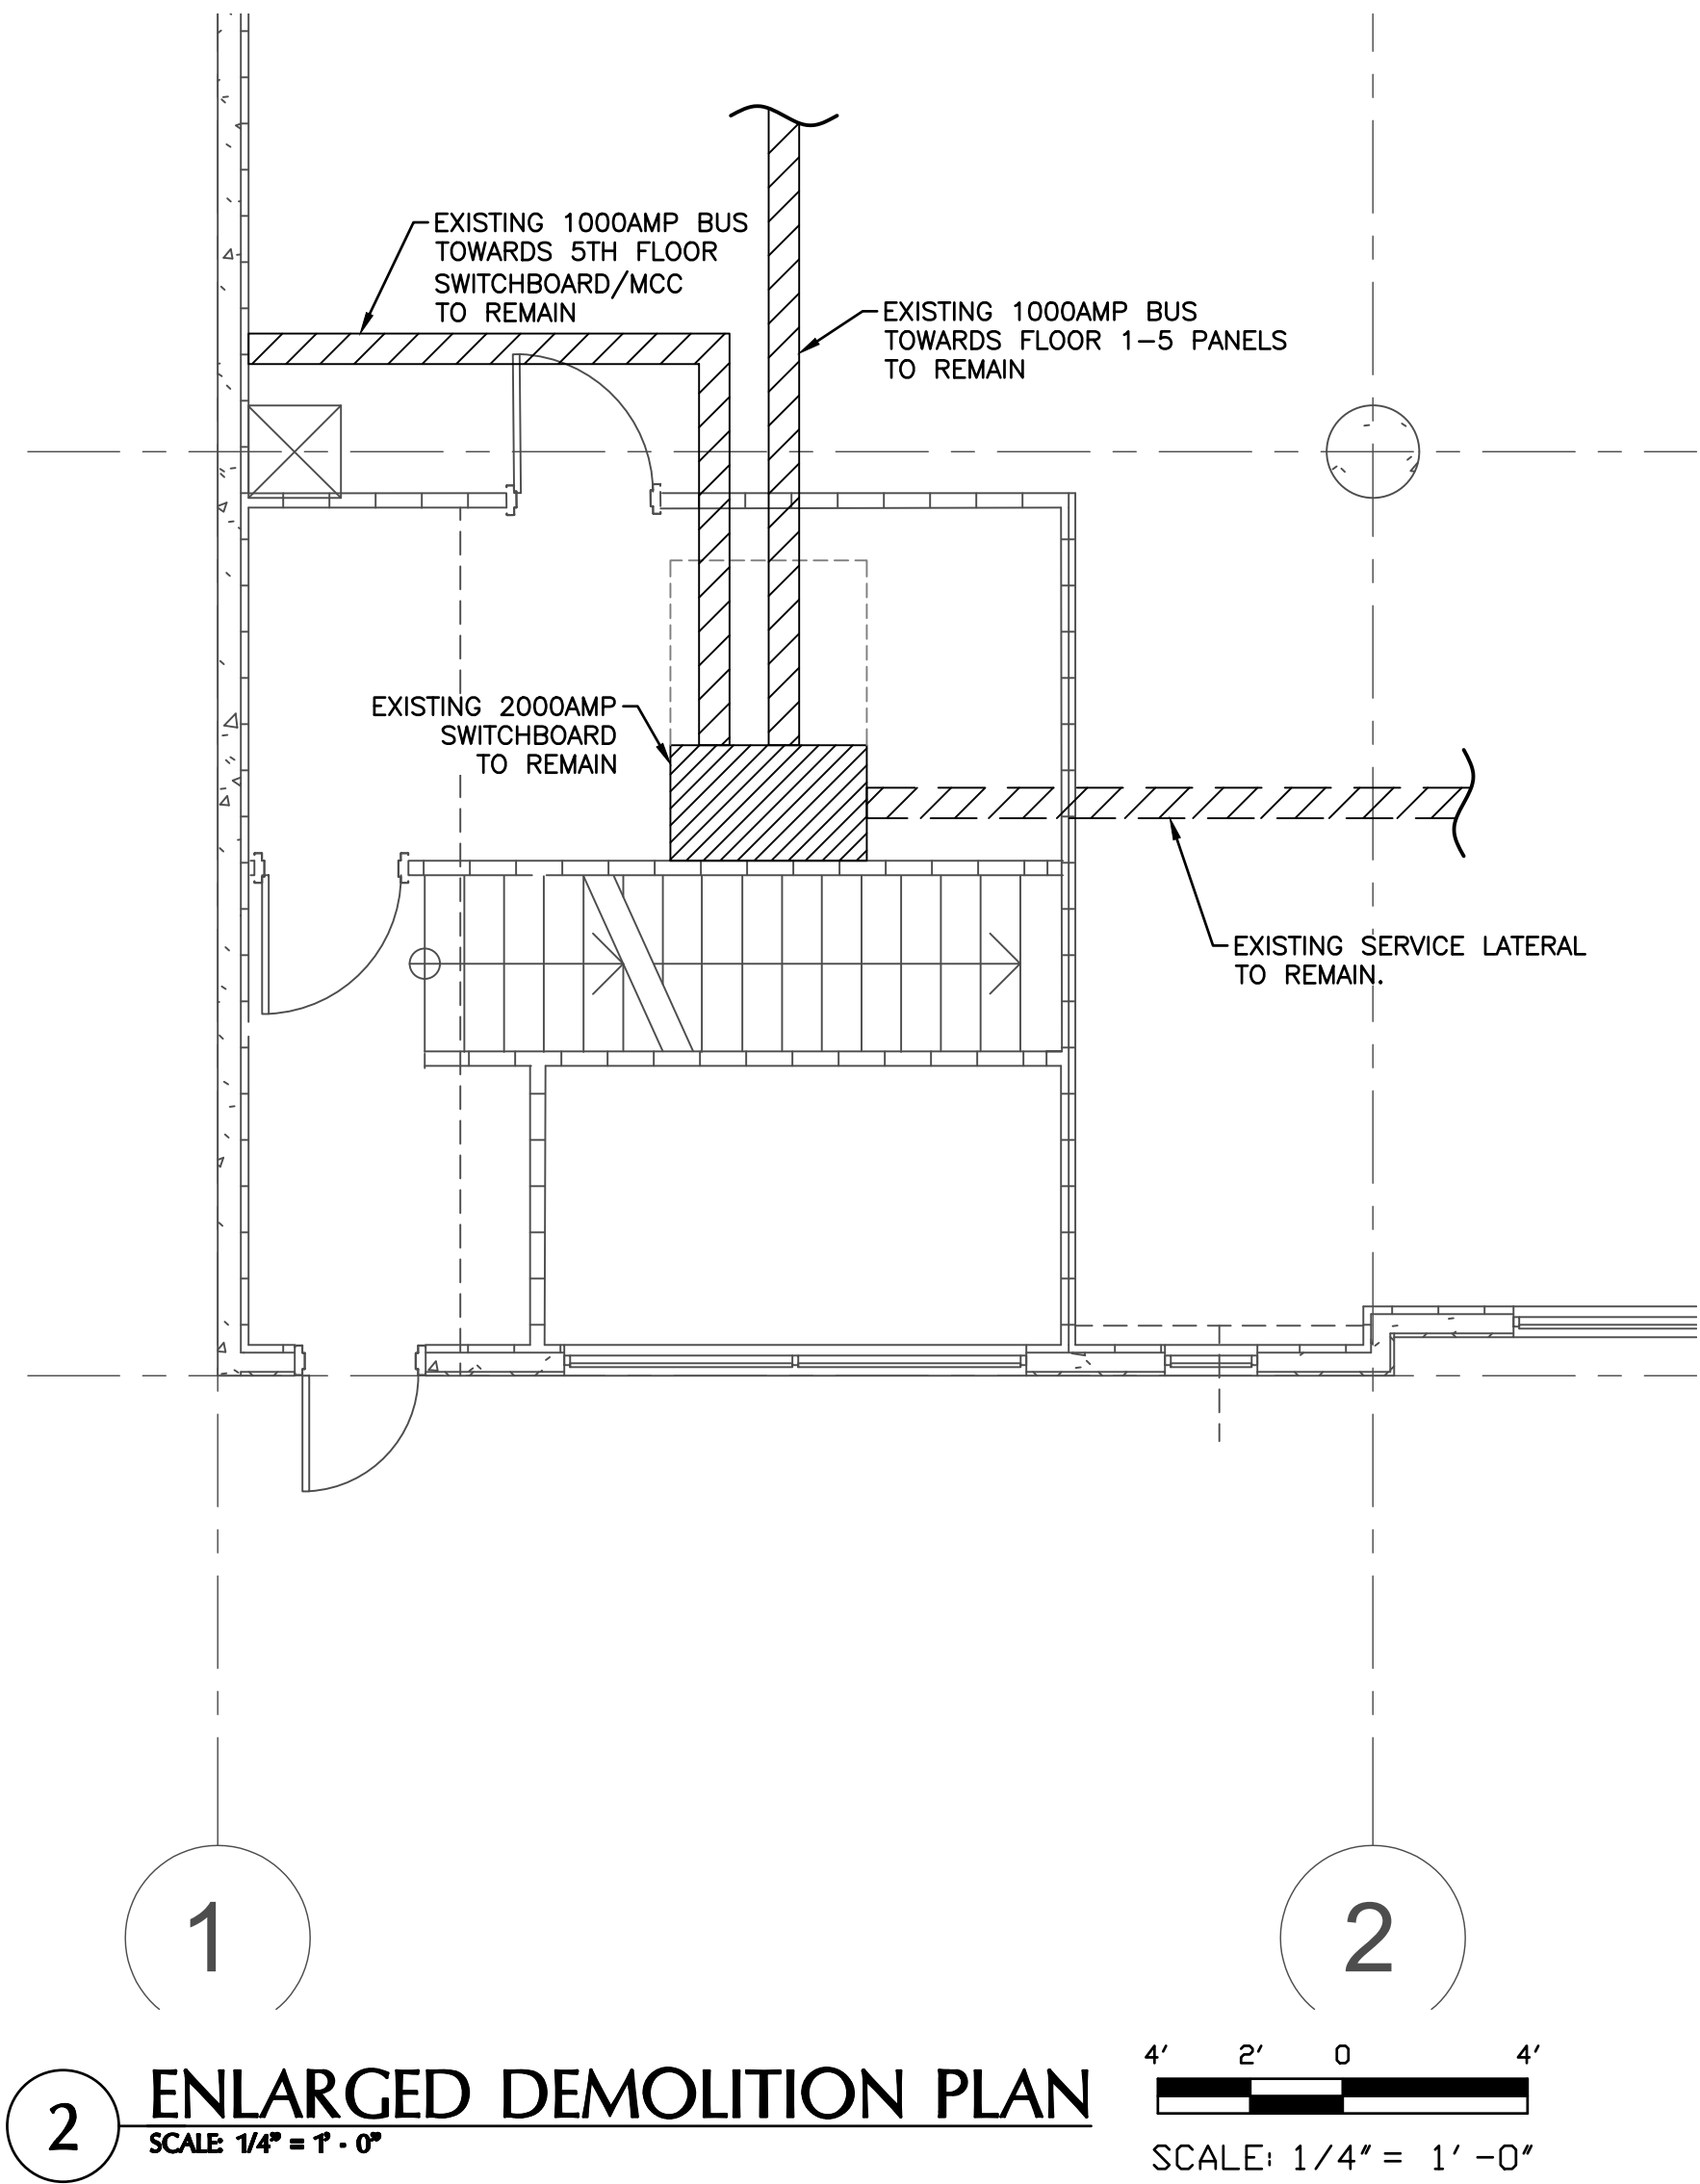 EXISTING 1000AMP BUS
TOWARDS 5TH FLOOR
SWITCHBOARD/MCC
TO REMAIN
EXISTING 1000AMP BUS
TOWARDS FLOOR 1-5 PANELS
TO REMAIN
EXISTING 2000AMP
SWITCHBOARD
TO REMAIN
EXISTING SERVICE LATERAL
TO REMAIN.
1
2
2
ENLARGED DEMOLITION PLAN
SCALE: 1/4" = 1' - 0"
4' 2' 0 4'
SCALE: 1/4" = 1'-0"